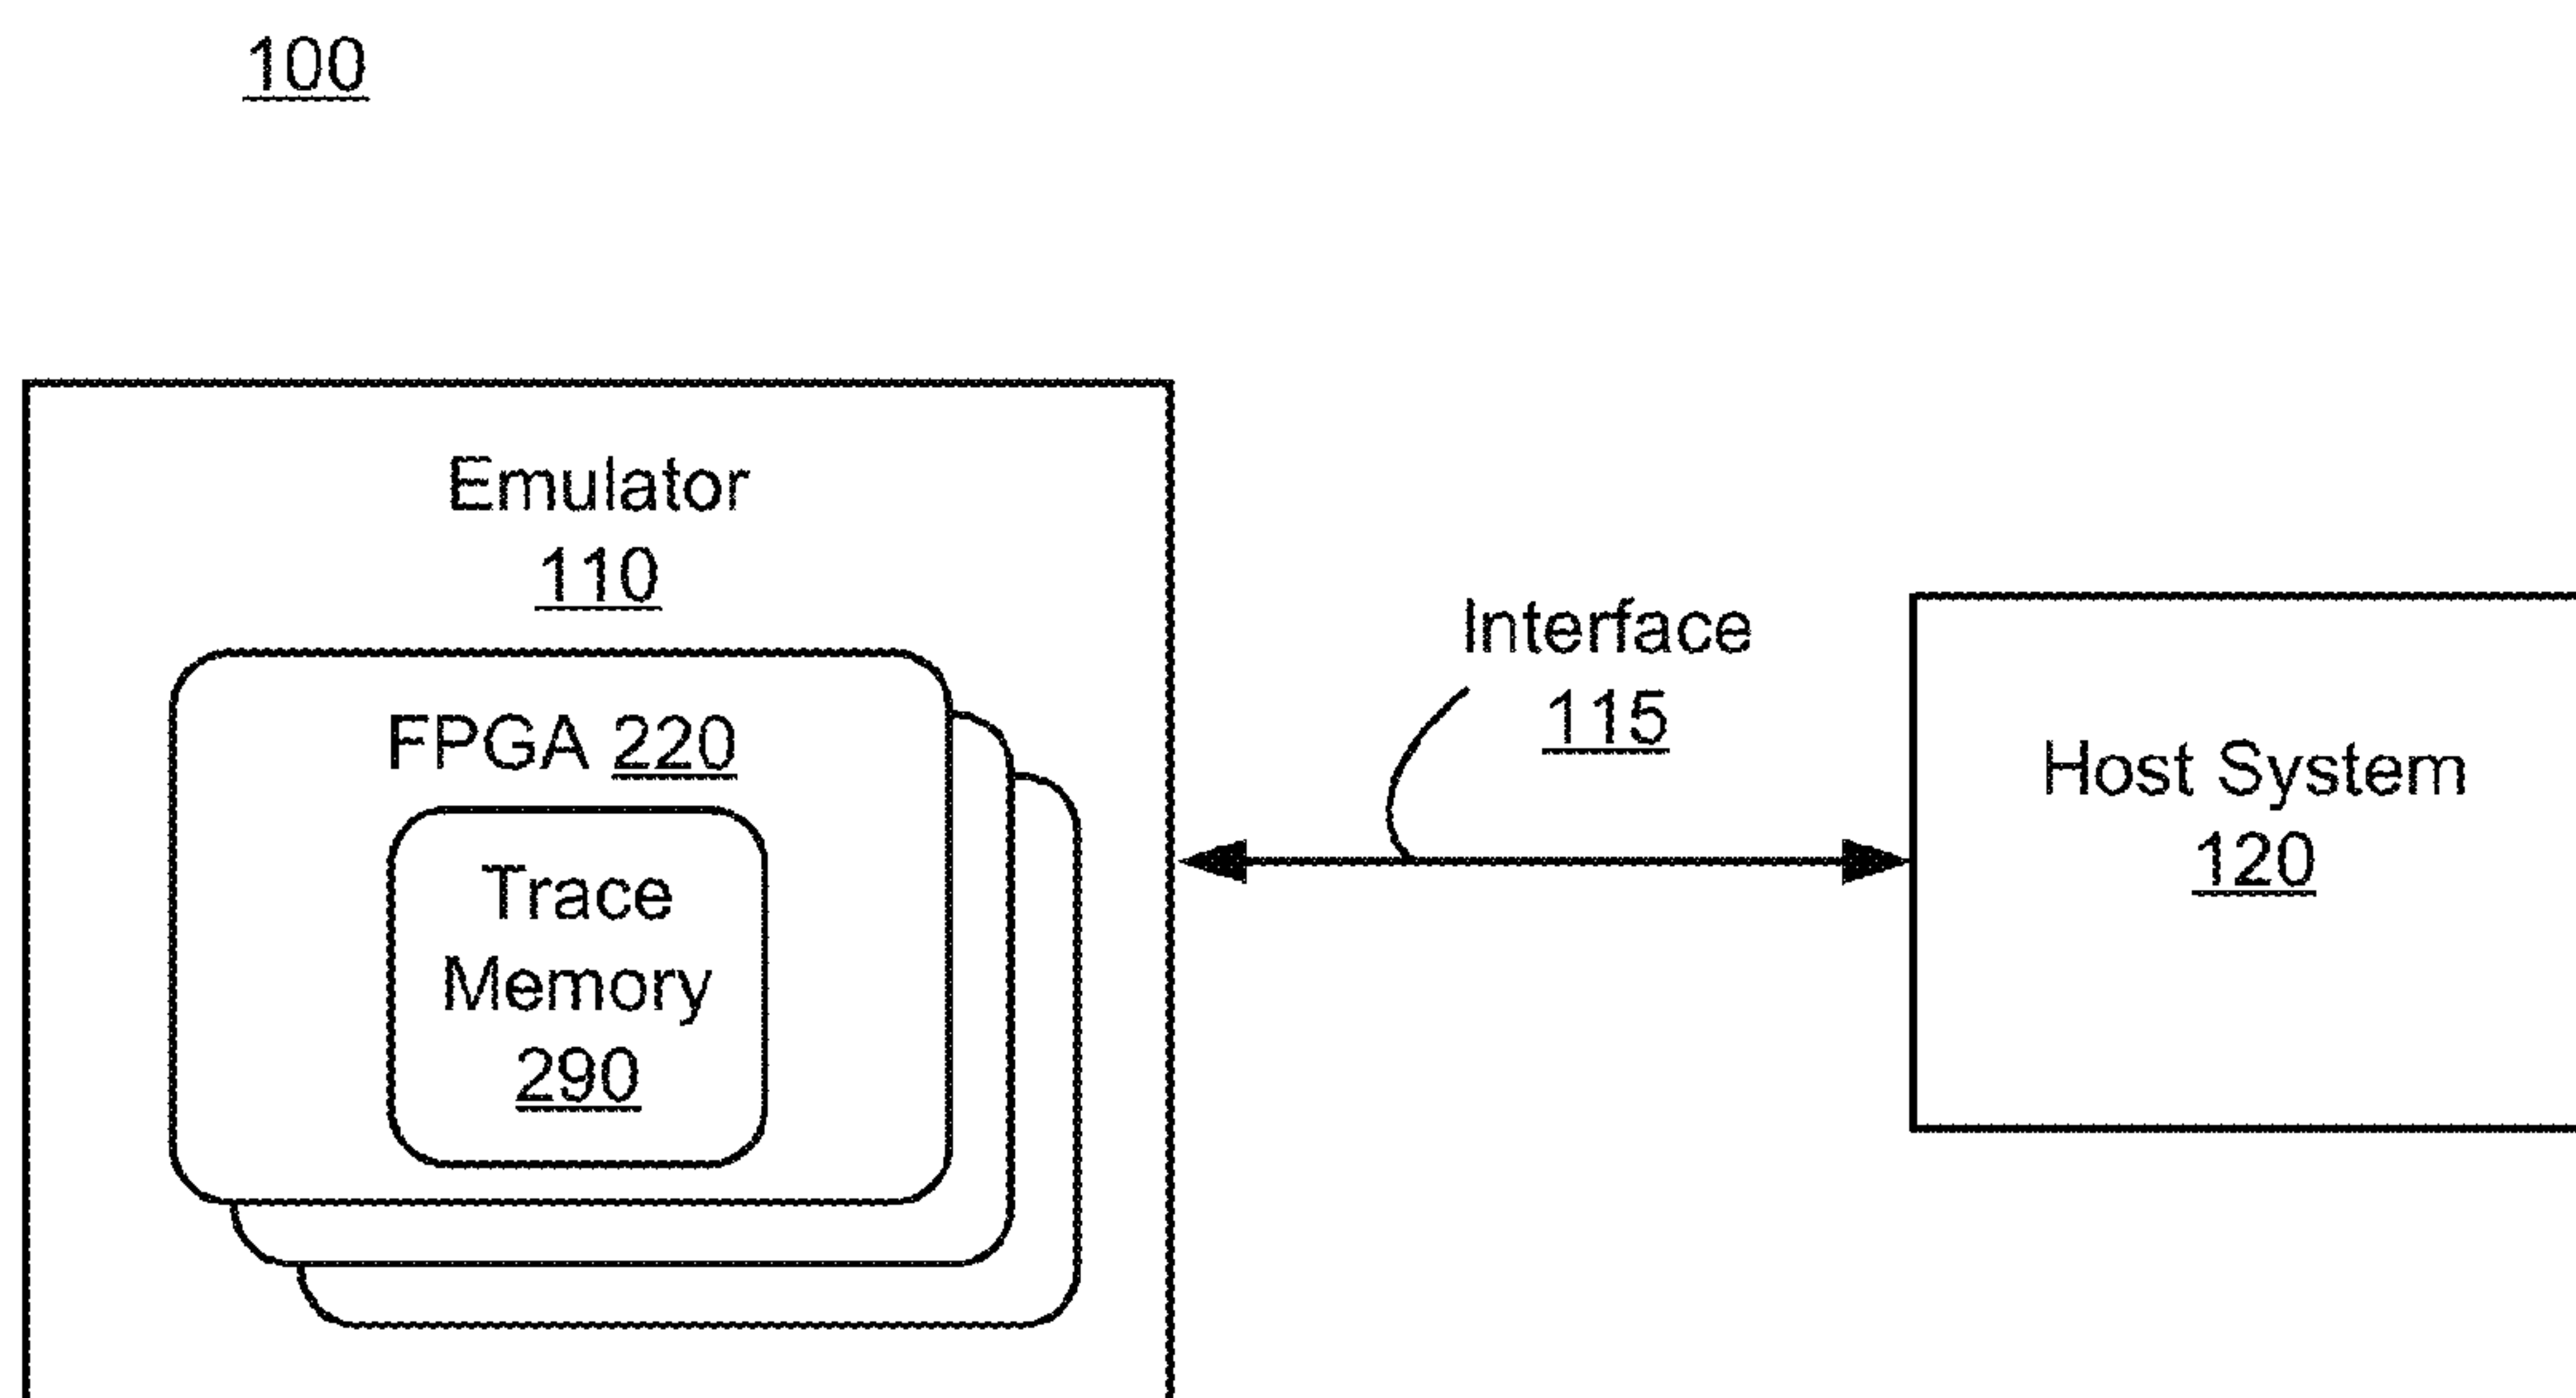 100
Emulator
110
FPGA 220
Trace
Memory
290
Interface
115
Host System
120